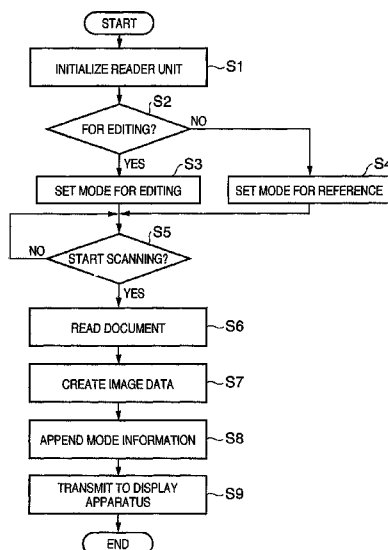 START
INITIALIZE READER UNIT
S1
S2
FOR EDITING?
NO
YES
S3
S4
SET MODE FOR EDITING
SET MODE FOR REFERENCE
S5
NO
START SCANNING?
YES
READ DOCUMENT
S6
CREATE IMAGE DATA
S7
APPEND MODE INFORMATION
S8
TRANSMIT TO DISPLAY
APPARATUS
S9
END